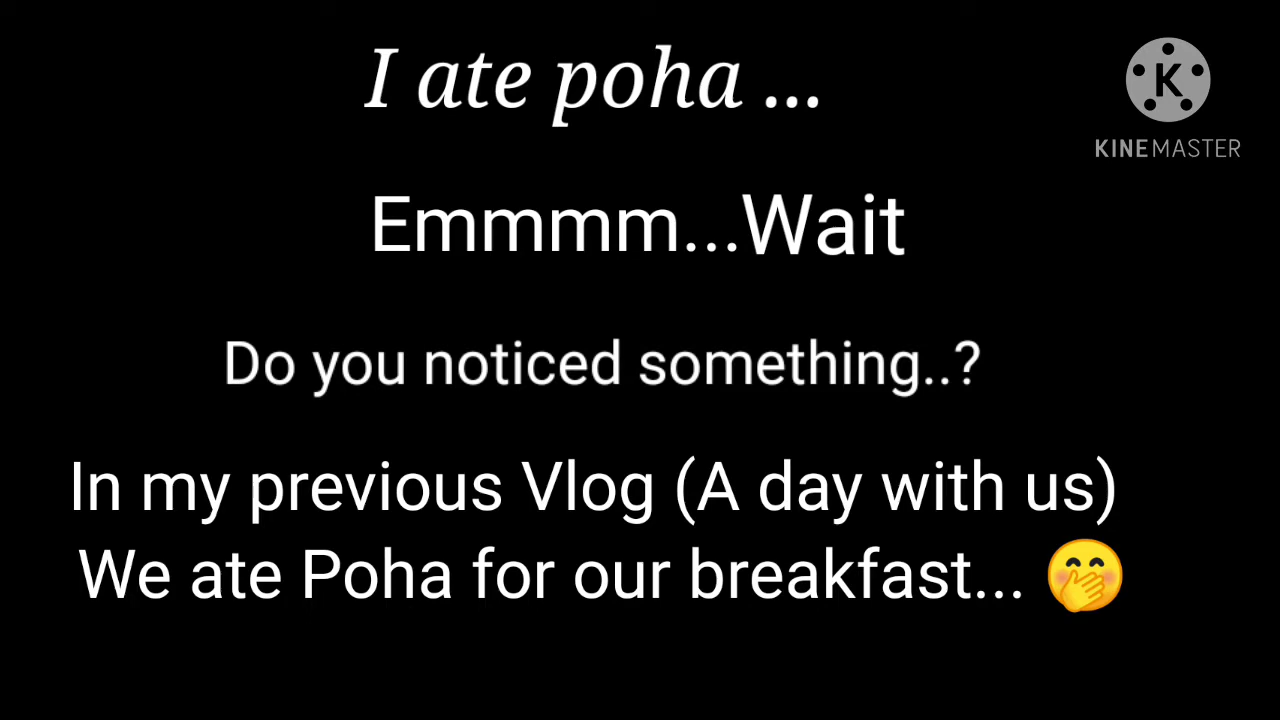 I ate poha ...
K
KINEMASTER
Emmmm...Wait
Do you noticed something..?
In my previous Vlog (A day with us)
We ate Poha for our breakfast... 🤭